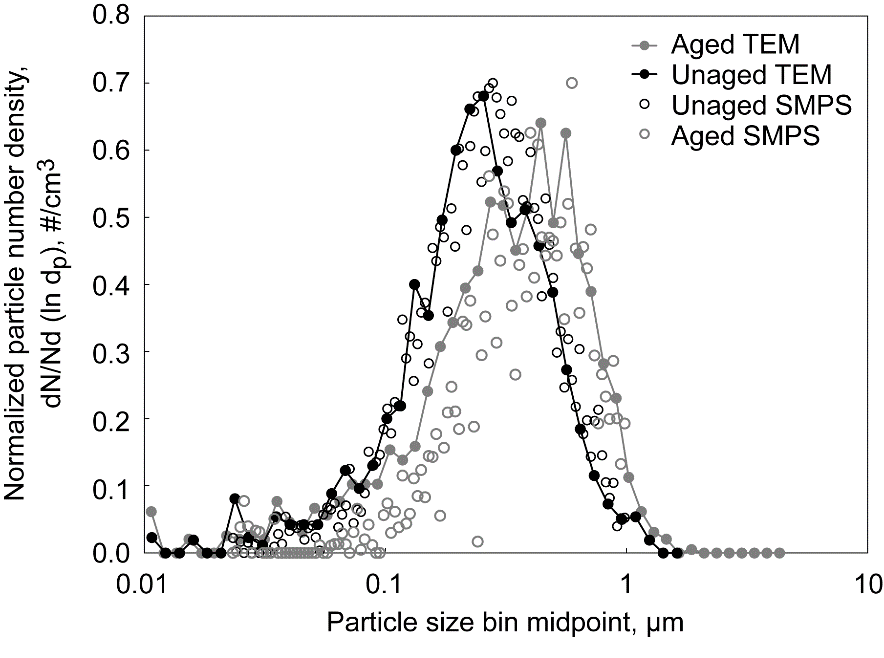 Normalized particle number density,
dN/Nd (ln dp), #/cm3
0.8
0.7
0.6
0.5
0.4
0.3
0.2
0.1
0.0
0.01
0.1
1
10
Particle size bin midpoint, µm
Aged TEM
Unaged TEM
Unaged SMPS
Aged SMPS